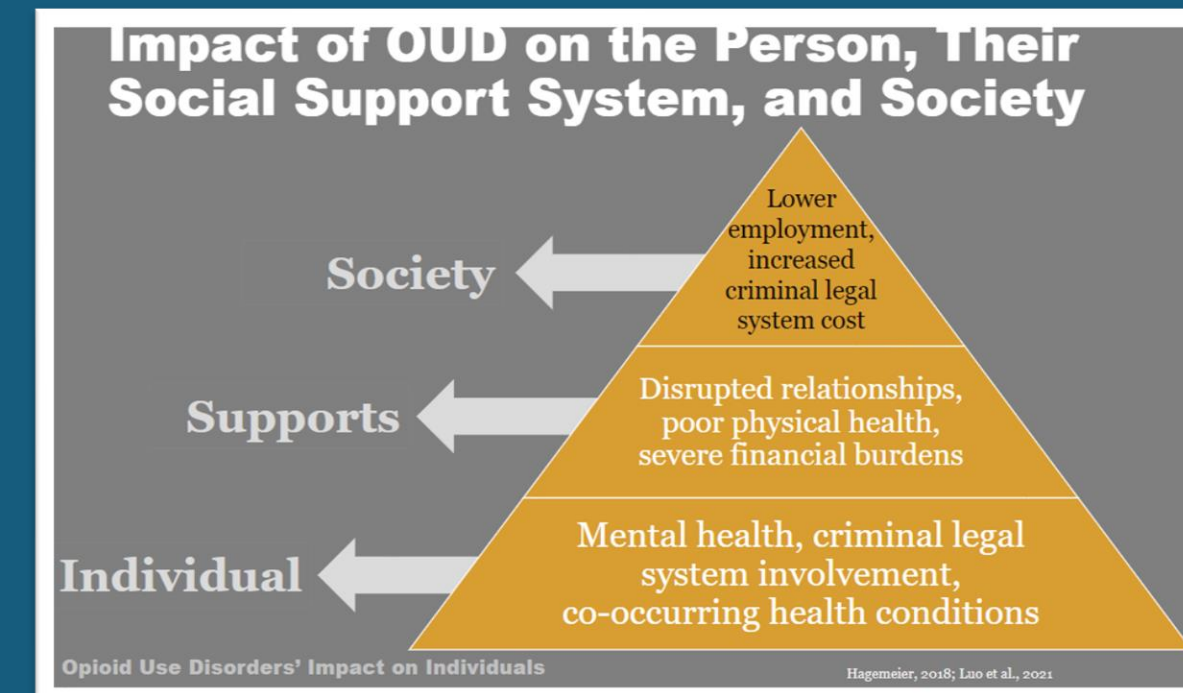 Impact of OUD on the Person, Their
Social Support System, and Society
Lower
employment,
increased
criminal legal
system cost
Society
Disrupted relationships,
poor physical health,
severe financial burdens
Supports
Mental health, criminal legal
system involvement,
co-occurring health conditions
Individual
Opioid Use Disorders’ Impact on Individuals
Hagemeier, 2018; Luo et al., 2021